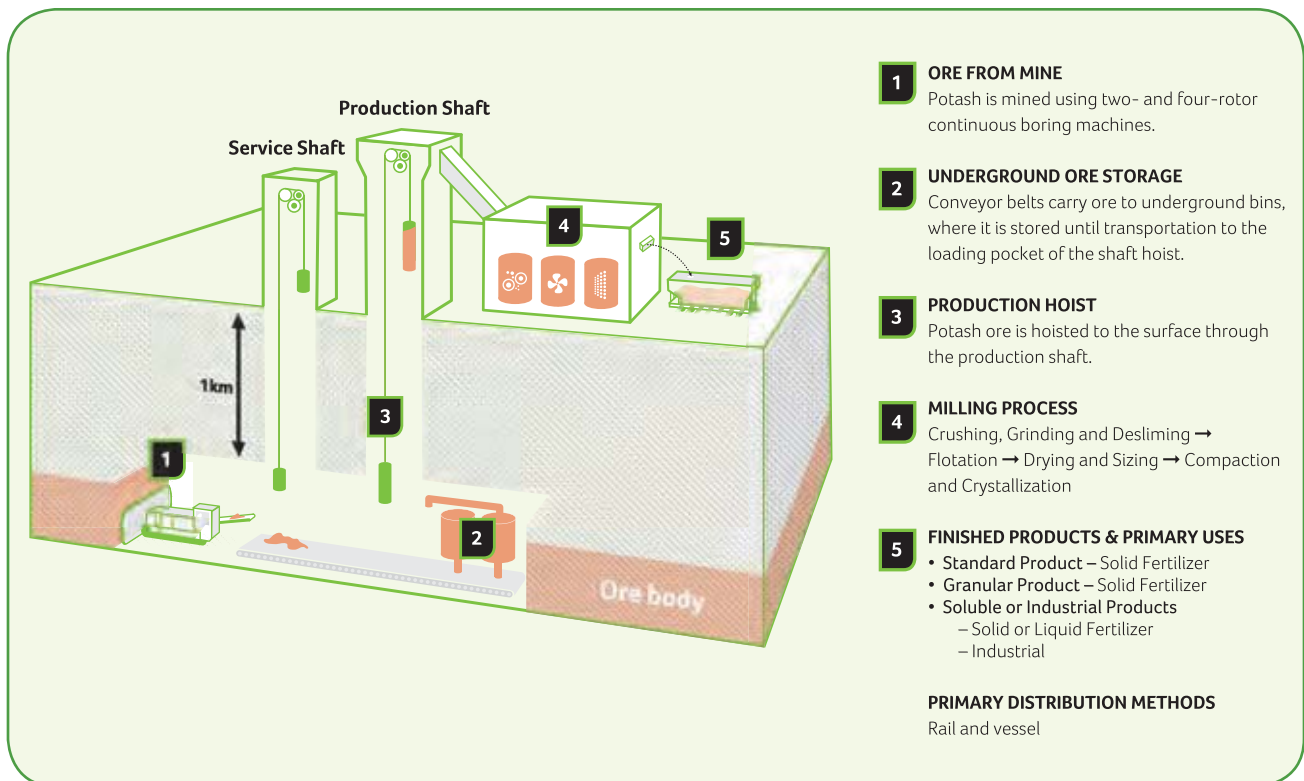 Production Shaft
Service Shaft
4
5
1km
3
1
2
Ore body
1
ORE FROM MINE
Potash is mined using two- and four-rotor
continuous boring machines.
2
UNDERGROUND ORE STORAGE
Conveyor belts carry ore to underground bins,
where it is stored until transportation to the
loading pocket of the shaft hoist.
3
PRODUCTION HOIST
Potash ore is hoisted to the surface through
the production shaft.
4
MILLING PROCESS
Crushing, Grinding and Desliming →
Flotation → Drying and Sizing → Compaction
and Crystallization
5
FINISHED PRODUCTS & PRIMARY USES
• Standard Product – Solid Fertilizer
• Granular Product – Solid Fertilizer
• Soluble or Industrial Products
– Solid or Liquid Fertilizer
– Industrial
PRIMARY DISTRIBUTION METHODS
Rail and vessel